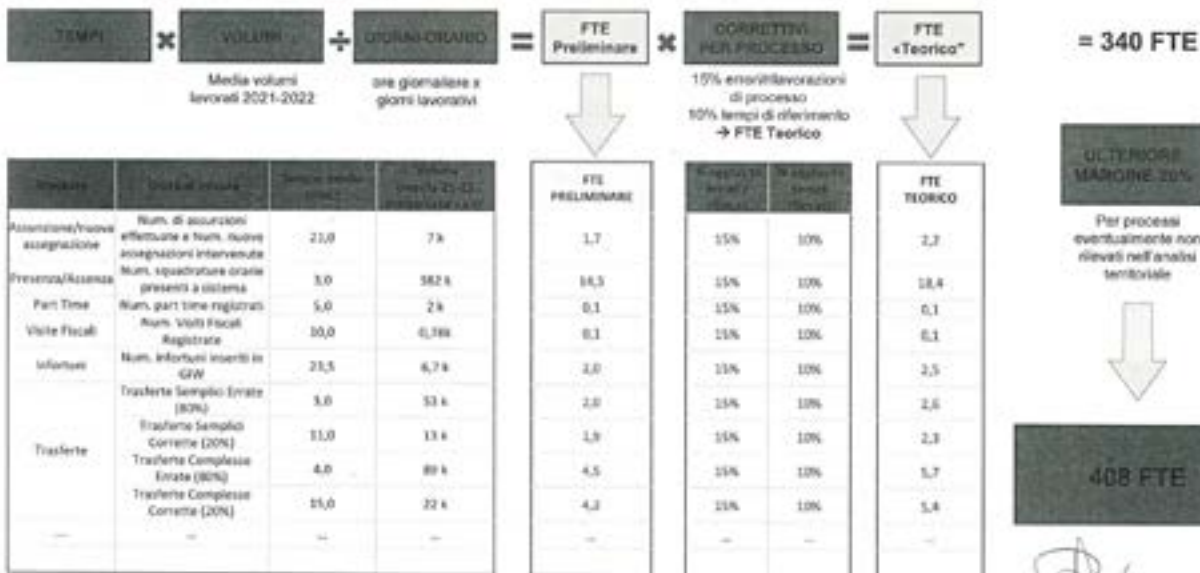 TEMPI × VOLUMI ÷ GIORNI-ORARIO = FTE Preliminare × CORRETTIVI PER PROCESSO = FTE «Teorico" = 340 FTE
Media volumi
lavorati 2021-2022
ore giornaliere x
giorni lavorativi
15% errori/rilavorazioni
di processo
10% tempi di riferimento
→ FTE Teorico
ULTERIORE
MARGINE 20%
Per processi
eventualmente non
rilevati nell'analisi
territoriale
408 FTE
FTE
PRELIMINARE
FTE
TEORICO
Assunzione/nuova assegnazione Num. di assunzioni effettuate e Num. nuove assegnazioni intervenute 21,0 7 k 1,7 15% 10% 2,2
Presenza/Assenza Num. squadrature orarie presenti a sistema 3,0 582 k 14,5 15% 10% 18,4
Part Time Num. part time registrati 5,0 2 k 0,1 15% 10% 0,1
Visite Fiscali Num. Visiti Fiscali Registrate 10,0 0,78k 0,1 15% 10% 0,1
Infortuni Num. Infortuni inseriti in GIW 23,5 6,7 k 2,0 15% 10% 2,5
Trasferte
Trasferte Semplici Errate (80%) 3,0 53 k 2,0 15% 10% 2,6
Trasferte Semplici Corrette (20%) 11,0 13 k 1,9 15% 10% 2,3
Trasferte Complesse Errate (80%) 4,0 89 k 4,5 15% 10% 5,7
Trasferte Complesse Corrette (20%) 15,0 22 k 4,2 15% 10% 5,4
... ... ... ... ... ... ... ...